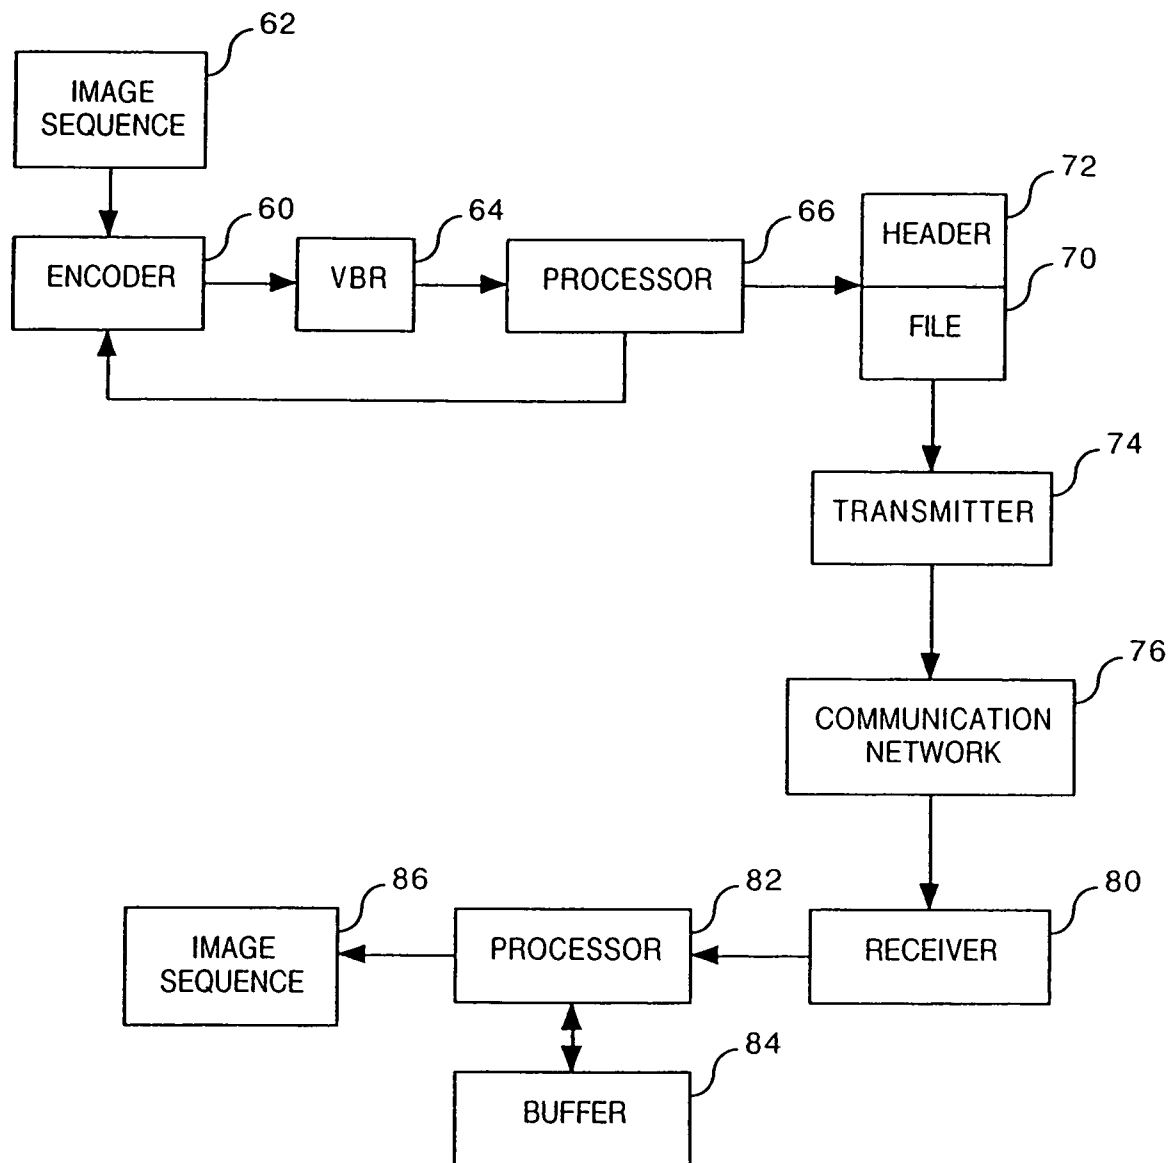 62
IMAGE
SEQUENCE
60
ENCODER
64
VBR
66
PROCESSOR
72
HEADER
70
FILE
74
TRANSMITTER
76
COMMUNICATION
NETWORK
86
IMAGE
SEQUENCE
82
PROCESSOR
80
RECEIVER
84
BUFFER